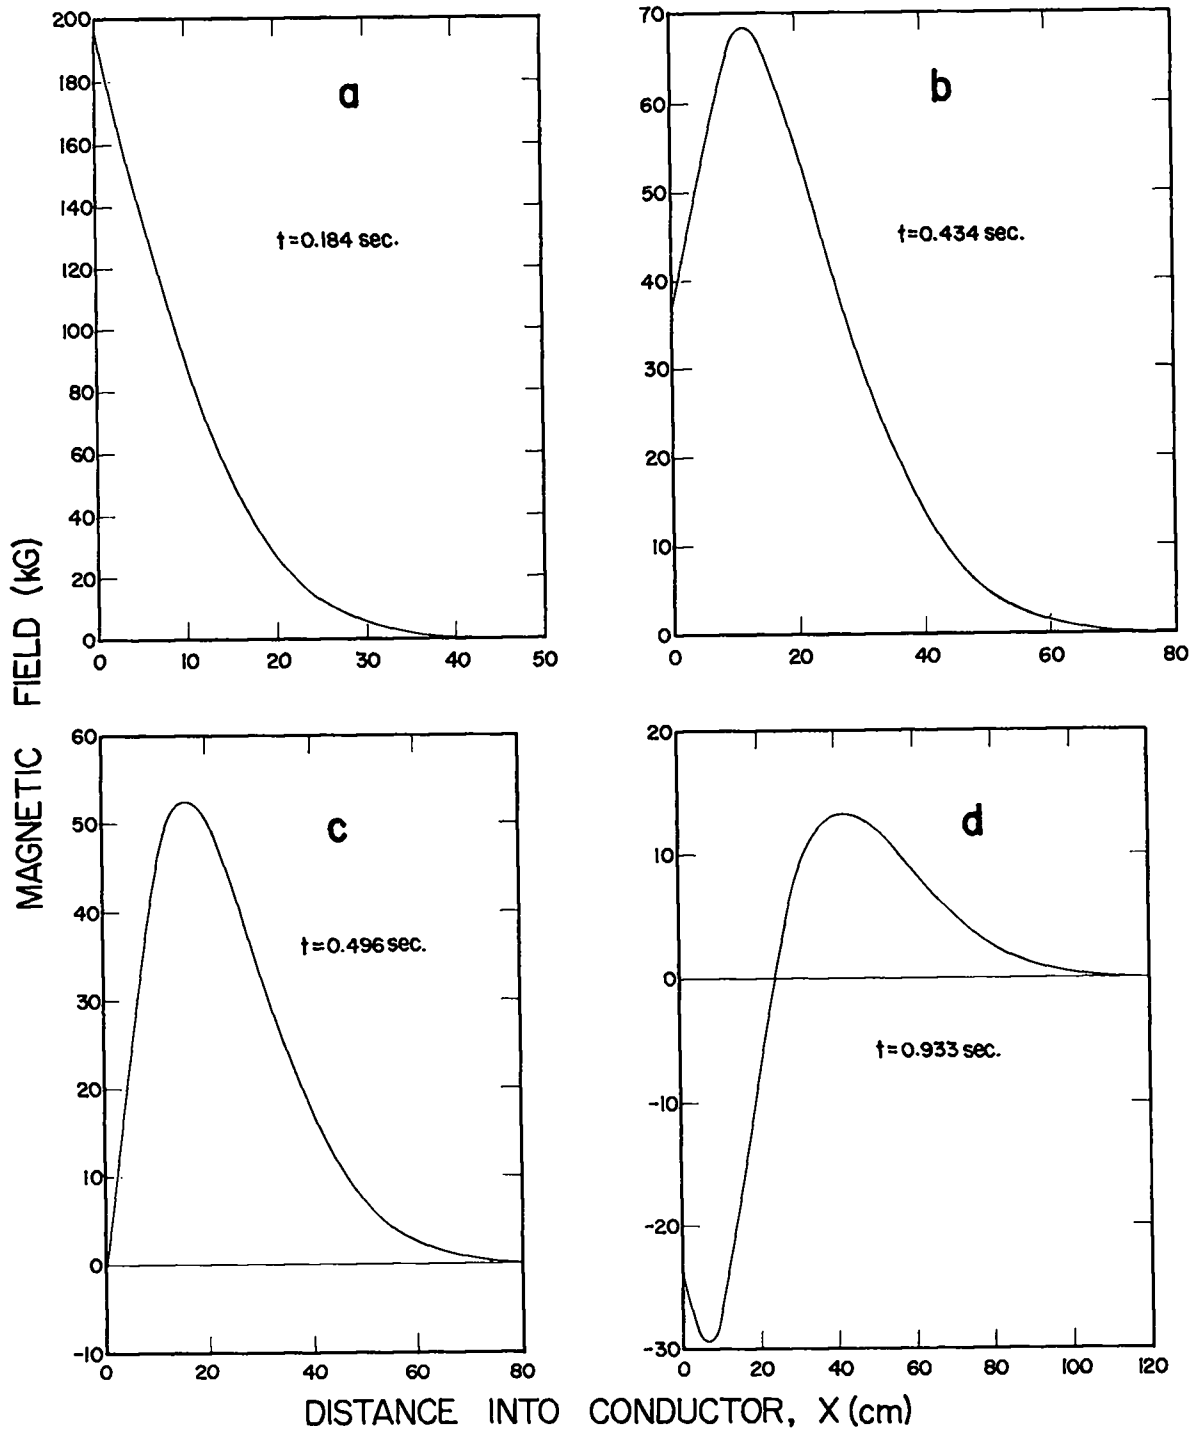 200
180
160
140
120
100
80
60
40
20
0
0 10 20 30 40 50
a
t=0.184 sec.
70
60
50
40
30
20
10
0
0 20 40 60 80
b
t=0.434 sec.
60
50
40
30
20
10
0
-10
0 20 40 60 80
c
t=0.496 sec.
20
10
0
-10
-20
-30
0 20 40 60 80 100 120
d
t=0.933 sec.
MAGNETIC FIELD (kG)
DISTANCE INTO CONDUCTOR, X (cm)